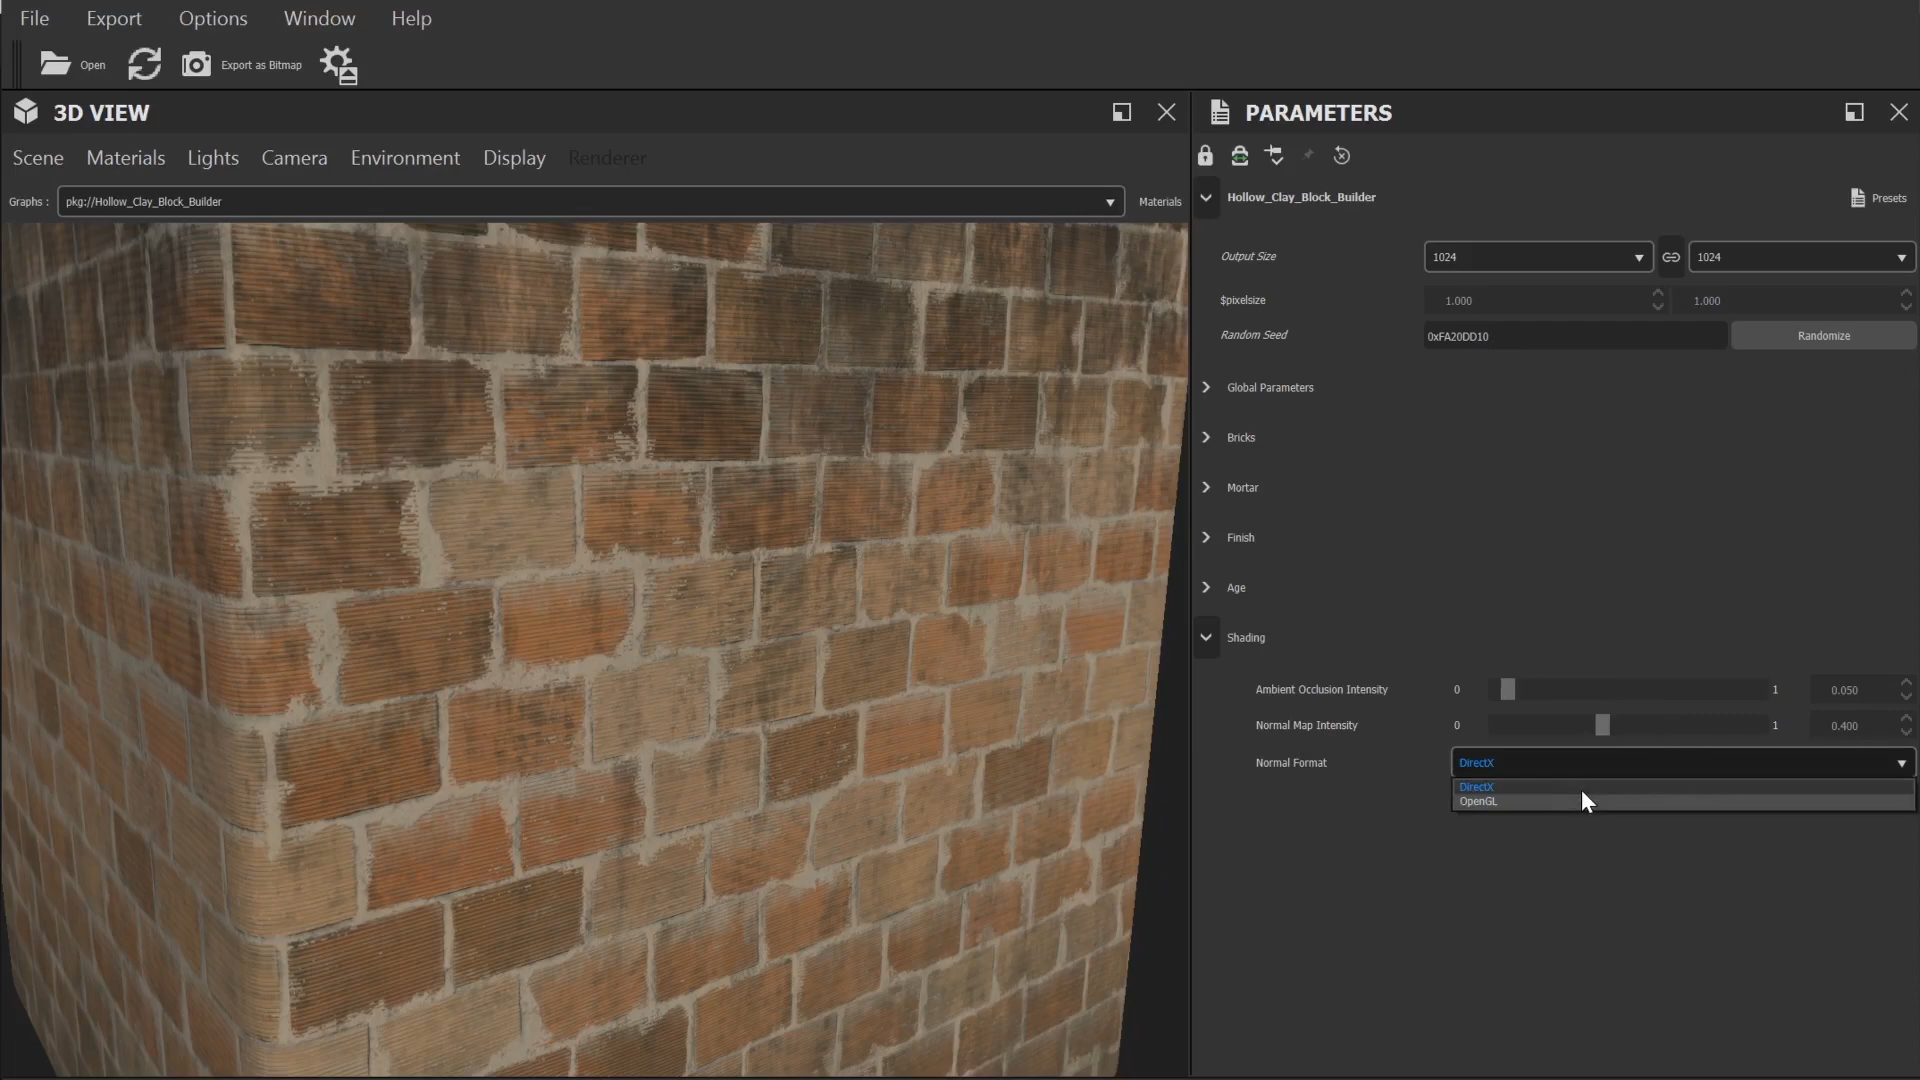 File Export Options Window Help
Open Export as Bitmap
3D VIEW
Scene Materials Lights Camera Environment Display Renderer
Graphs : pkg://Hollow_Clay_Block_Builder Materials
PARAMETERS
Hollow_Clay_Block_Builder Presets
Output Size 1024 1024
$pixelsize 1.000 1.000
Random Seed 0xFA20DD10 Randomize
Global Parameters
Bricks
Mortar
Finish
Age
Shading
Ambient Occlusion Intensity 0 1 0.050
Normal Map Intensity 0 1 0.400
Normal Format DirectX
DirectX
OpenGL